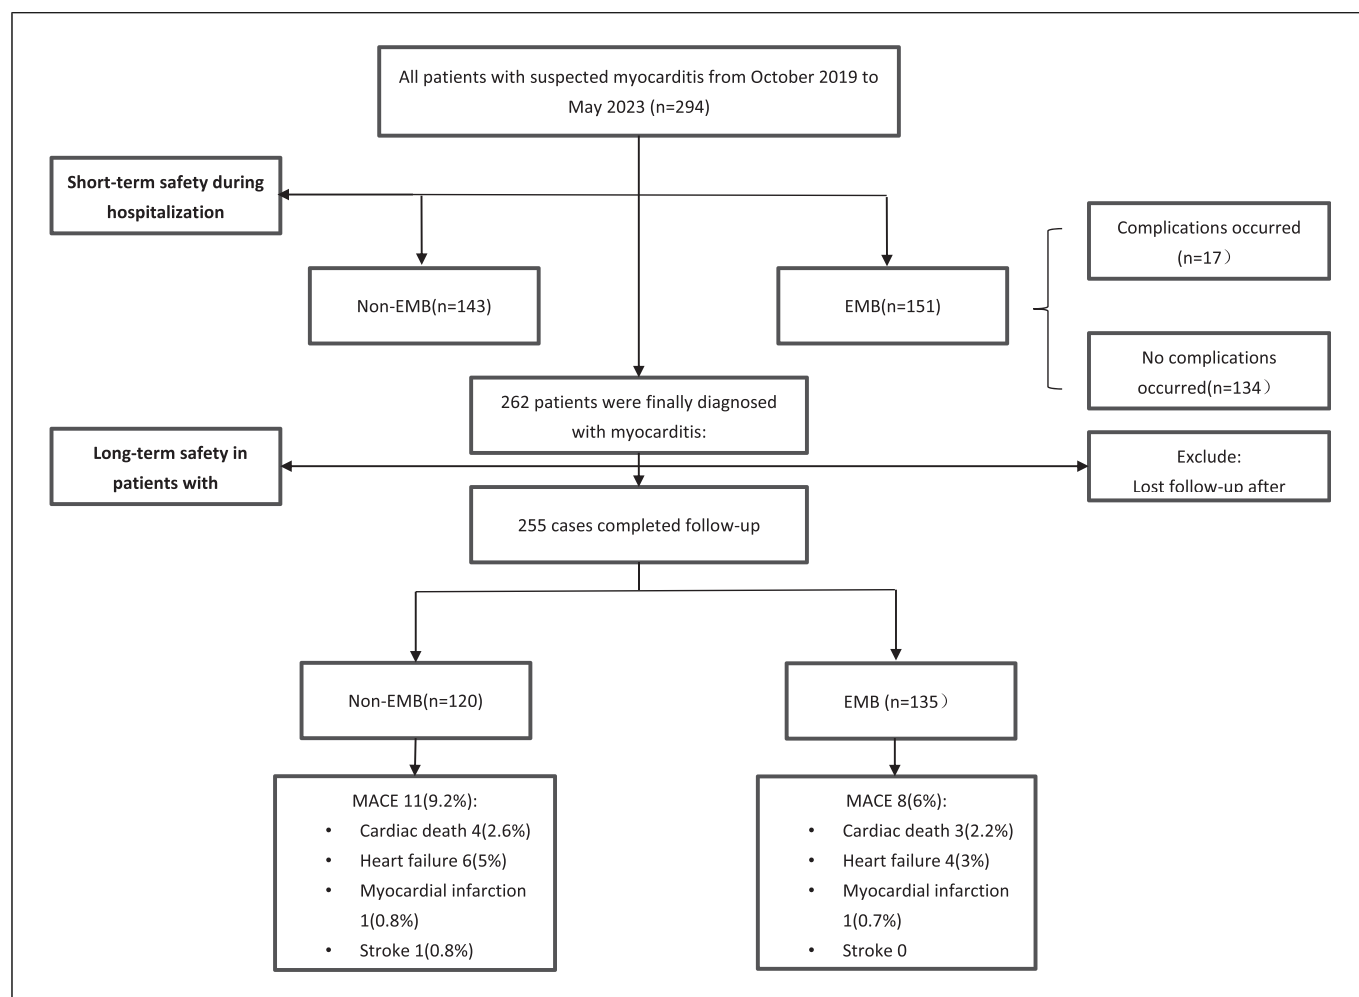 All patients with suspected myocarditis from October 2019 to
May 2023 (n=294)
Short-term safety during
hospitalization
Non-EMB(n=143)
EMB(n=151)
Complications occurred
(n=17）
No complications
occurred(n=134）
262 patients were finally diagnosed
with myocarditis:
Long-term safety in
patients with
Exclude:
Lost follow-up after
255 cases completed follow-up
Non-EMB(n=120)
EMB (n=135）
MACE 11(9.2%):
• Cardiac death 4(2.6%)
• Heart failure 6(5%)
• Myocardial infarction
1(0.8%)
• Stroke 1(0.8%)
MACE 8(6%):
• Cardiac death 3(2.2%)
• Heart failure 4(3%)
• Myocardial infarction
1(0.7%)
• Stroke 0